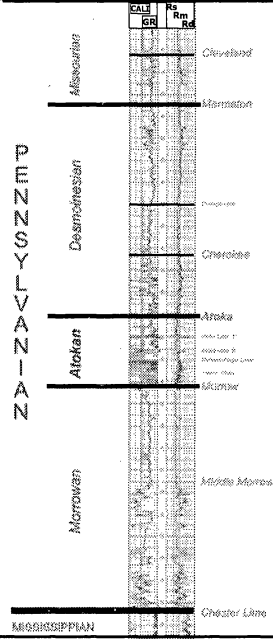 CALI
GR
Rs
Rm
Rd
Missourian
Cleveland
Marmaton
PENNSYLVANIAN
Desmoinesian
Cherokee
Atoka
Atokan
Morrow
Morrowan
Middle Morrow
Chester Lime
MISSISSIPPIAN